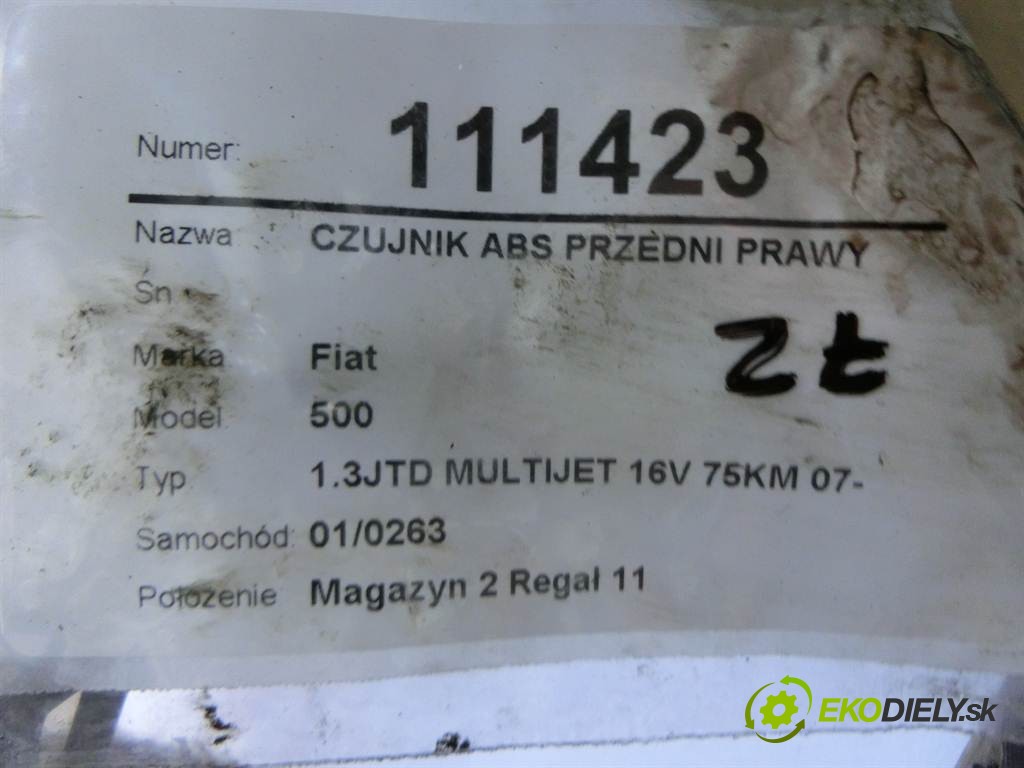 Numer: 111423
Nazwa CZUJNIK ABS PRZEDNI PRAWY
Sn
Marka Fiat
Model 500
Typ 1.3JTD MULTIJET 16V 75KM 07-
Samochód: 01/0263
Położenie Magazyn 2 Regał 11
EKODIELY.sk